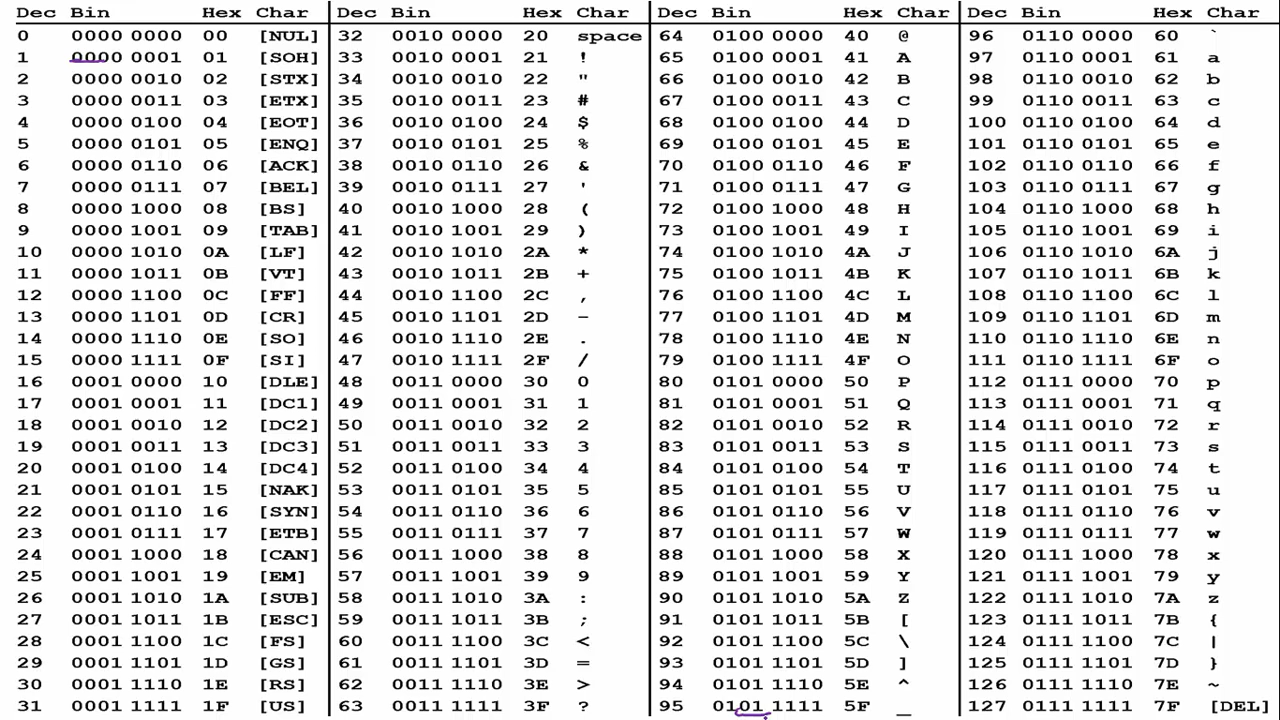 Dec Bin Hex Char Dec Bin Hex Char Dec Bin Hex Char Dec Bin Hex Char
0 0000 0000 00 [NUL] 32 0010 0000 20 space 64 0100 0000 40 @ 96 0110 0000 60 `
1 0000 0001 01 [SOH] 33 0010 0001 21 ! 65 0100 0001 41 A 97 0110 0001 61 a
2 0000 0010 02 [STX] 34 0010 0010 22 " 66 0100 0010 42 B 98 0110 0010 62 b
3 0000 0011 03 [ETX] 35 0010 0011 23 # 67 0100 0011 43 C 99 0110 0011 63 c
4 0000 0100 04 [EOT] 36 0010 0100 24 $ 68 0100 0100 44 D 100 0110 0100 64 d
5 0000 0101 05 [ENQ] 37 0010 0101 25 % 69 0100 0101 45 E 101 0110 0101 65 e
6 0000 0110 06 [ACK] 38 0010 0110 26 & 70 0100 0110 46 F 102 0110 0110 66 f
7 0000 0111 07 [BEL] 39 0010 0111 27 ' 71 0100 0111 47 G 103 0110 0111 67 g
8 0000 1000 08 [BS] 40 0010 1000 28 ( 72 0100 1000 48 H 104 0110 1000 68 h
9 0000 1001 09 [TAB] 41 0010 1001 29 ) 73 0100 1001 49 I 105 0110 1001 69 i
10 0000 1010 0A [LF] 42 0010 1010 2A * 74 0100 1010 4A J 106 0110 1010 6A j
11 0000 1011 0B [VT] 43 0010 1011 2B + 75 0100 1011 4B K 107 0110 1011 6B k
12 0000 1100 0C [FF] 44 0010 1100 2C , 76 0100 1100 4C L 108 0110 1100 6C l
13 0000 1101 0D [CR] 45 0010 1101 2D - 77 0100 1101 4D M 109 0110 1101 6D m
14 0000 1110 0E [SO] 46 0010 1110 2E . 78 0100 1110 4E N 110 0110 1110 6E n
15 0000 1111 0F [SI] 47 0010 1111 2F / 79 0100 1111 4F O 111 0110 1111 6F o
16 0001 0000 10 [DLE] 48 0011 0000 30 0 80 0101 0000 50 P 112 0111 0000 70 p
17 0001 0001 11 [DC1] 49 0011 0001 31 1 81 0101 0001 51 Q 113 0111 0001 71 q
18 0001 0010 12 [DC2] 50 0011 0010 32 2 82 0101 0010 52 R 114 0111 0010 72 r
19 0001 0011 13 [DC3] 51 0011 0011 33 3 83 0101 0011 53 S 115 0111 0011 73 s
20 0001 0100 14 [DC4] 52 0011 0100 34 4 84 0101 0100 54 T 116 0111 0100 74 t
21 0001 0101 15 [NAK] 53 0011 0101 35 5 85 0101 0101 55 U 117 0111 0101 75 u
22 0001 0110 16 [SYN] 54 0011 0110 36 6 86 0101 0110 56 V 118 0111 0110 76 v
23 0001 0111 17 [ETB] 55 0011 0111 37 7 87 0101 0111 57 W 119 0111 0111 77 w
24 0001 1000 18 [CAN] 56 0011 1000 38 8 88 0101 1000 58 X 120 0111 1000 78 x
25 0001 1001 19 [EM] 57 0011 1001 39 9 89 0101 1001 59 Y 121 0111 1001 79 y
26 0001 1010 1A [SUB] 58 0011 1010 3A : 90 0101 1010 5A Z 122 0111 1010 7A z
27 0001 1011 1B [ESC] 59 0011 1011 3B ; 91 0101 1011 5B [ 123 0111 1011 7B {
28 0001 1100 1C [FS] 60 0011 1100 3C < 92 0101 1100 5C \ 124 0111 1100 7C |
29 0001 1101 1D [GS] 61 0011 1101 3D = 93 0101 1101 5D ] 125 0111 1101 7D }
30 0001 1110 1E [RS] 62 0011 1110 3E > 94 0101 1110 5E ^ 126 0111 1110 7E ~
31 0001 1111 1F [US] 63 0011 1111 3F ? 95 0101 1111 5F _ 127 0111 1111 7F [DEL]